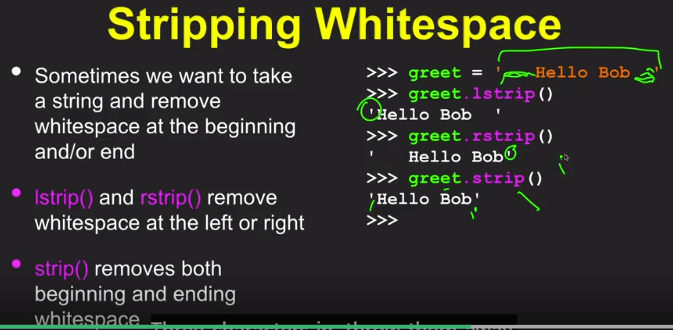 Stripping Whitespace
• Sometimes we want to take
a string and remove
whitespace at the beginning
and/or end
• lstrip() and rstrip() remove
whitespace at the left or right
• strip() removes both
beginning and ending
whitespace
>>> greet = '   Hello Bob  '
>>> greet.lstrip()
'Hello Bob  '
>>> greet.rstrip()
'   Hello Bob'
>>> greet.strip()
'Hello Bob'
>>>